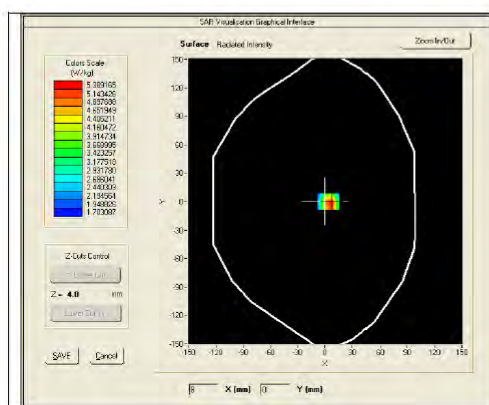 SAR Visualisation Graphical Interface
Surface Radiated Intensity
Zoom In/Out
Colors Scale
(W/kg)
5.389165
5.143428
4.897688
4.651949
4.406211
4.160472
3.914734
3.668995
3.423257
3.177518
2.931780
2.686041
2.440303
2.194564
1.948826
1.703087
150
120
90
60
30
0
-30
-60
-90
-120
-150
Y
-150 -120 -90 -60 -30 0 30 60 90 120 150
X
Z-Cuts Control
Z = 4.0 mm
SAVE Cancel
8 X (mm) 0 Y (mm)